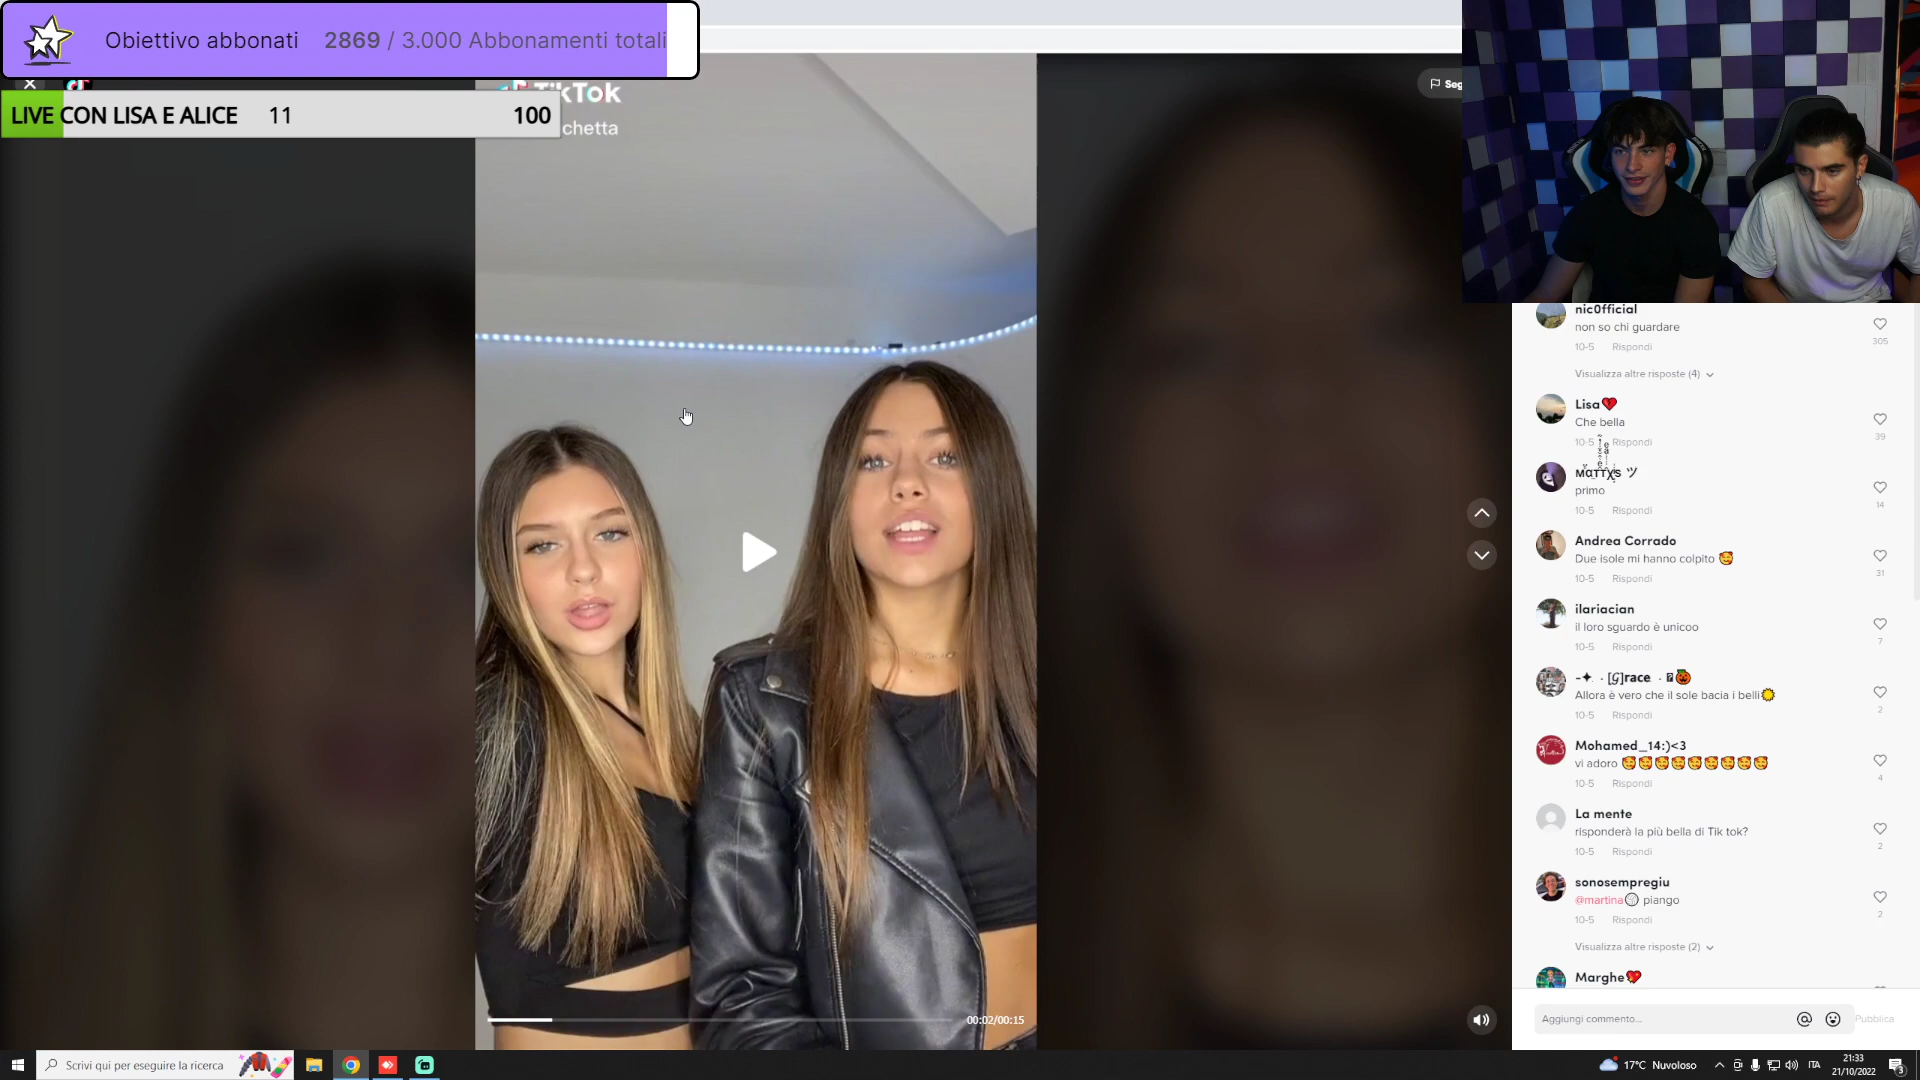 Obiettivo abbonati 2869 / 3.000 Abbonamenti totali
TikTok
chetta
LIVE CON LISA E ALICE 11 100
Seg
nic0fficial
non so chi guardare
10-5 Rispondi
305
Visualizza altre risposte (4)
Lisa❤
Che bella
10-5 Rispondi
39
primo
10-5 Rispondi
14
Andrea Corrado
Due isole mi hanno colpito 🥰
10-5 Rispondi
31
ilariacian
il loro sguardo è unicoo
10-5 Rispondi
7
Allora è vero che il sole bacia i belli
10-5 Rispondi
2
Mohamed_14:)<3
vi adoro 🥰🥰🥰🥰🥰🥰🥰🥰🥰
10-5 Rispondi
4
La mente
risponderà la più bella di Tik tok?
10-5 Rispondi
2
sonosempregiu
@martina piango
10-5 Rispondi
2
Visualizza altre risposte (2)
Marghe
00:02/00:15
Aggiungi commento...
Pubblica
Scrivi qui per eseguire la ricerca
17°C Nuvoloso
ITA
21:33
21/10/2022
3